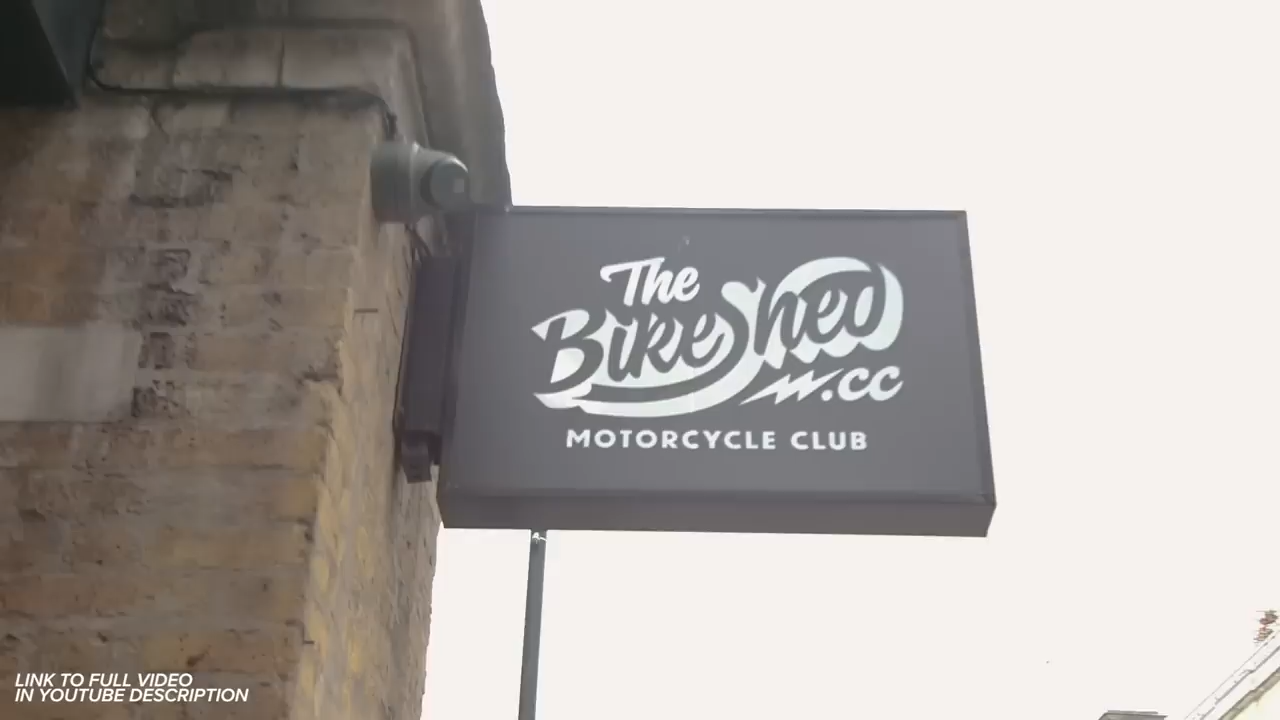 The
BikeShed
.cc
MOTORCYCLE CLUB
LINK TO FULL VIDEO
IN YOUTUBE DESCRIPTION